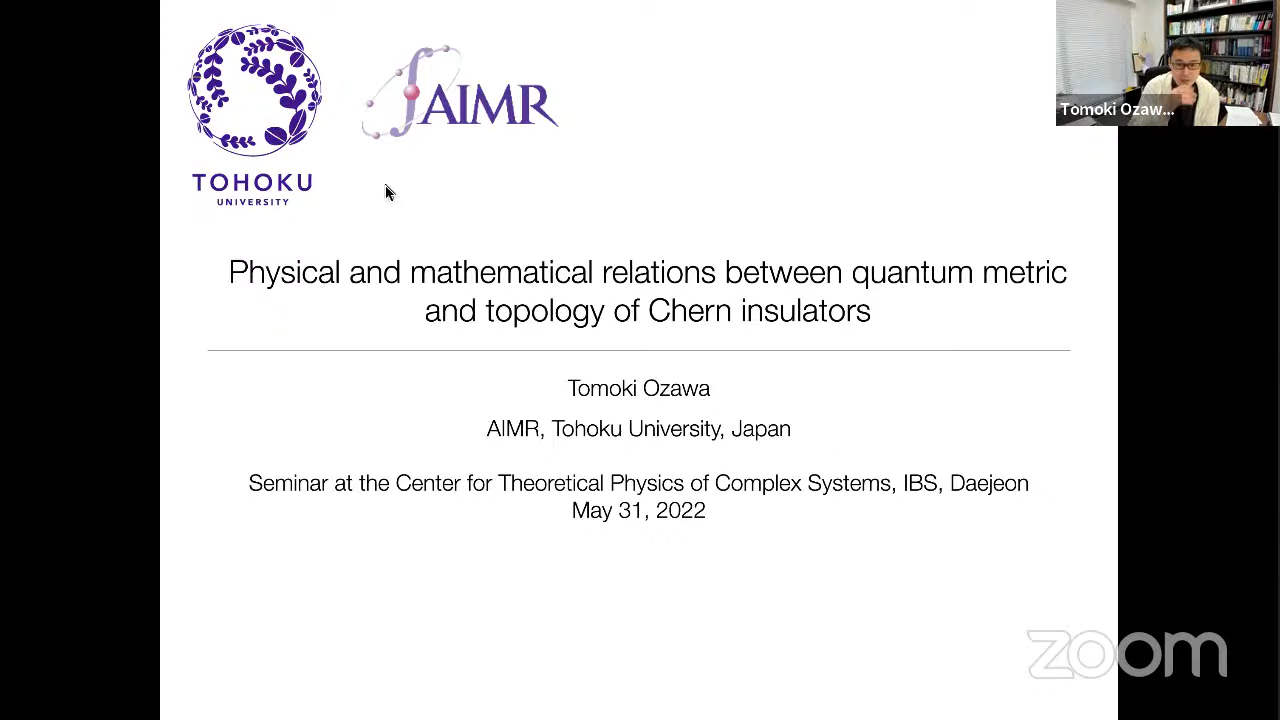 TOHOKU
UNIVERSITY
AIMR
Tomoki Ozaw...
Physical and mathematical relations between quantum metric
and topology of Chern insulators
Tomoki Ozawa
AIMR, Tohoku University, Japan
Seminar at the Center for Theoretical Physics of Complex Systems, IBS, Daejeon
May 31, 2022
zoom